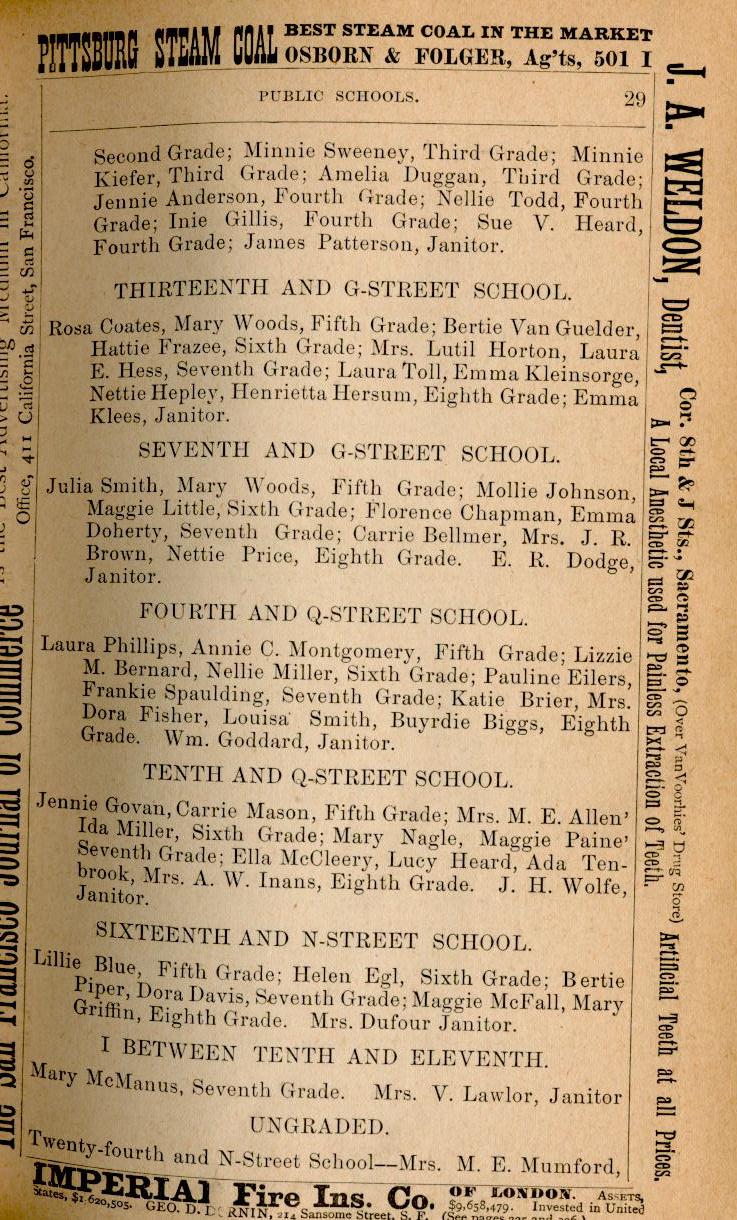 PITTSBURG STEAM COAL BEST STEAM COAL IN THE MARKET
OSBORN & FOLGER, Ag'ts, 501 I
PUBLIC SCHOOLS. 29
Second Grade; Minnie Sweeney, Third Grade; Minnie
Kiefer, Third Grade; Amelia Duggan, Third Grade;
Jennie Anderson, Fourth Grade; Nellie Todd, Fourth
Grade; Inie Gillis, Fourth Grade; Sue V. Heard,
Fourth Grade; James Patterson, Janitor.
THIRTEENTH AND G-STREET SCHOOL.
Rosa Coates, Mary Woods, Fifth Grade; Bertie Van Guelder,
Hattie Frazee, Sixth Grade; Mrs. Lutil Horton, Laura
E. Hess, Seventh Grade; Laura Toll, Emma Kleinsorge,
Nettie Hepley, Henrietta Hersum, Eighth Grade; Emma
Klees, Janitor.
SEVENTH AND G-STREET SCHOOL.
Julia Smith, Mary Woods, Fifth Grade; Mollie Johnson,
Maggie Little, Sixth Grade; Florence Chapman, Emma
Doherty, Seventh Grade; Carrie Bellmer, Mrs. J. R.
Brown, Nettie Price, Eighth Grade. E. R. Dodge,
Janitor.
FOURTH AND Q-STREET SCHOOL.
Laura Phillips, Annie C. Montgomery, Fifth Grade; Lizzie
M. Bernard, Nellie Miller, Sixth Grade; Pauline Eilers,
Frankie Spaulding, Seventh Grade; Katie Brier, Mrs.
Dora Fisher, Louisa Smith, Buyrdie Biggs, Eighth
Grade. Wm. Goddard, Janitor.
TENTH AND Q-STREET SCHOOL.
Jennie Govan, Carrie Mason, Fifth Grade; Mrs. M. E. Allen'
Ida Miller, Sixth Grade; Mary Nagle, Maggie Paine'
Seventh Grade; Ella McCleery, Lucy Heard, Ada Ten-
brook, Mrs. A. W. Inans, Eighth Grade. J. H. Wolfe,
Janitor.
SIXTEENTH AND N-STREET SCHOOL.
Lillie Blue, Fifth Grade; Helen Egl, Sixth Grade; Bertie
Piper, Dora Davis, Seventh Grade; Maggie McFall, Mary
Griffin, Eighth Grade. Mrs. Dufour Janitor.
I BETWEEN TENTH AND ELEVENTH.
Mary McManus, Seventh Grade. Mrs. V. Lawlor, Janitor
UNGRADED.
Twenty-fourth and N-Street School—Mrs. M. E. Mumford,
IMPERIAL Fire Ins. Co. OF LONDON. ASSETS,
$9,658,479. Invested in United
States, $1,620,505. GEO. D. 214 Sansome Street, S. F.
J. A. WELDON, Dentist, Cor. 8th & J Sts., Sacramento, (Over VanVoorhies' Drug Store) Artificial Teeth at all Prices.
A Local Anesthetic used for Painless Extraction of Teeth.
The San Francisco Journal of Commerce is the Best Advertising Medium in California.
Office, 411 California Street, San Francisco.